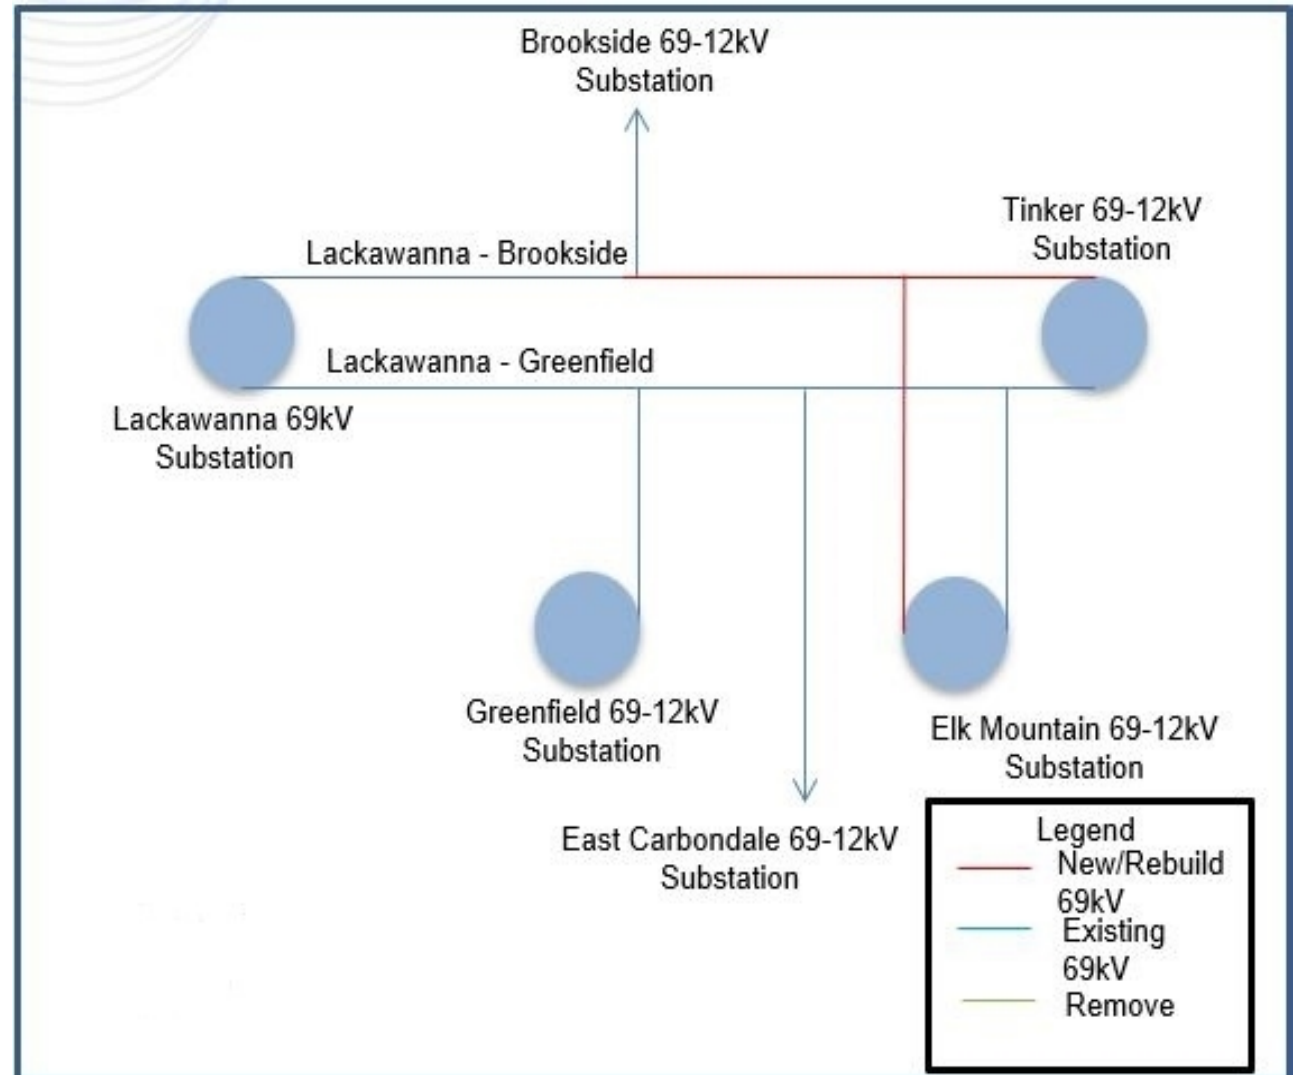 Brookside 69-12kV
Substation
Tinker 69-12kV
Substation
Lackawanna - Brookside
Lackawanna - Greenfield
Lackawanna 69kV
Substation
Greenfield 69-12kV
Substation
Elk Mountain 69-12kV
Substation
East Carbondale 69-12kV
Substation
Legend
New/Rebuild
69kV
Existing
69kV
Remove